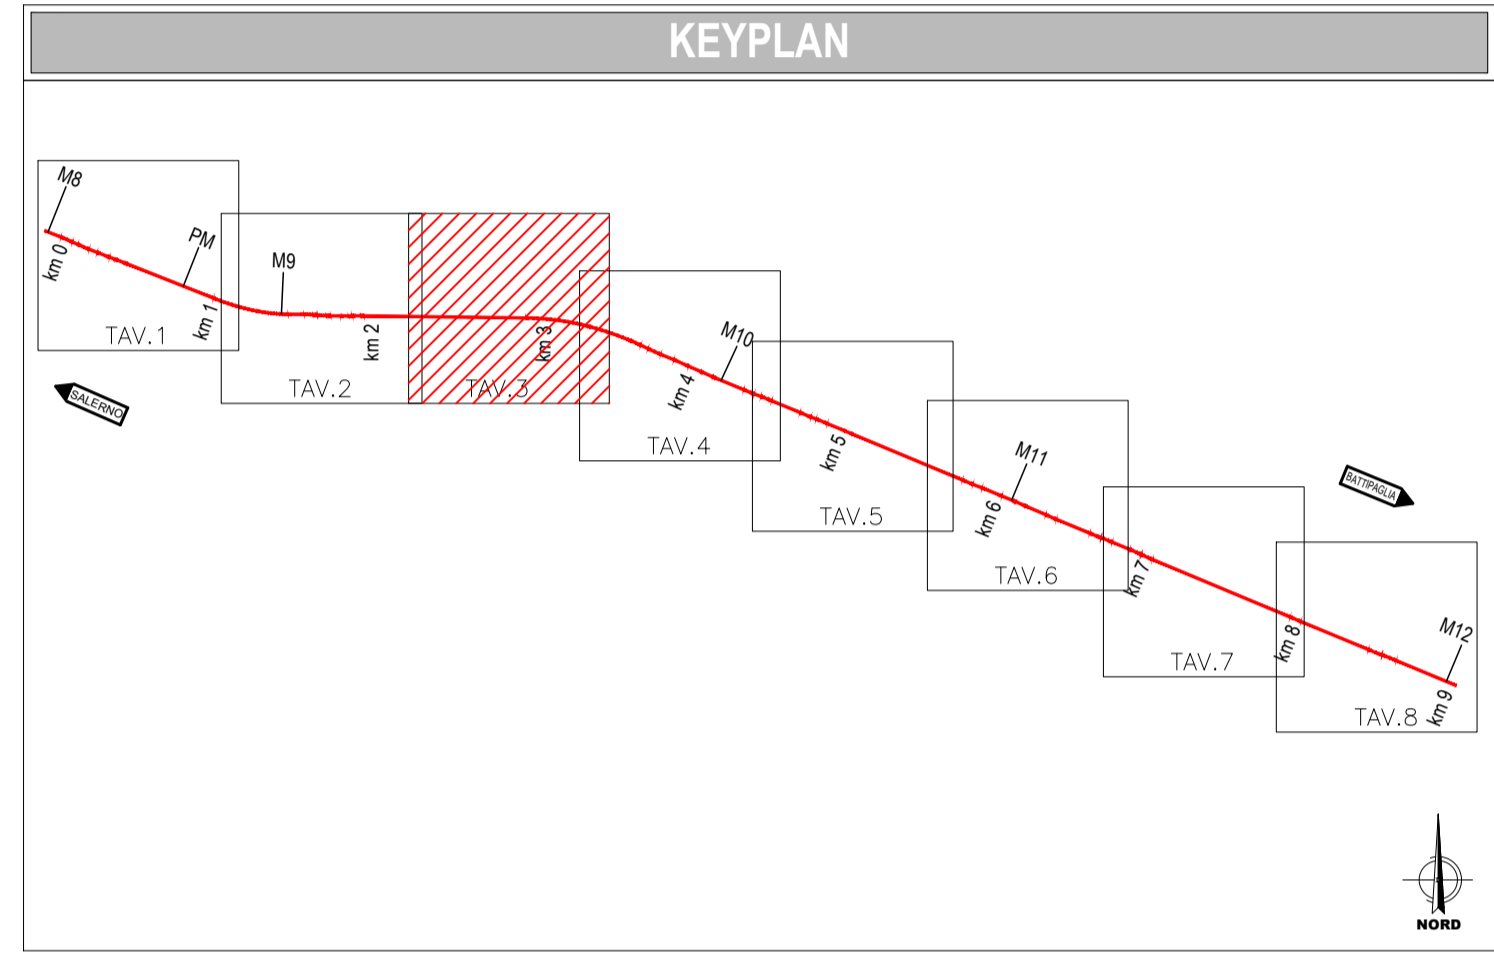 KEYPLAN
M8
km 0
PM
km 1
TAV.1
SALERNO
M9
km 2
TAV.2
km 3
TAV.3
M10
km 4
TAV.4
km 5
TAV.5
M11
km 6
TAV.6
BATTIPAGLIA
km 7
TAV.7
km 8
M12
km 9
TAV.8
NORD